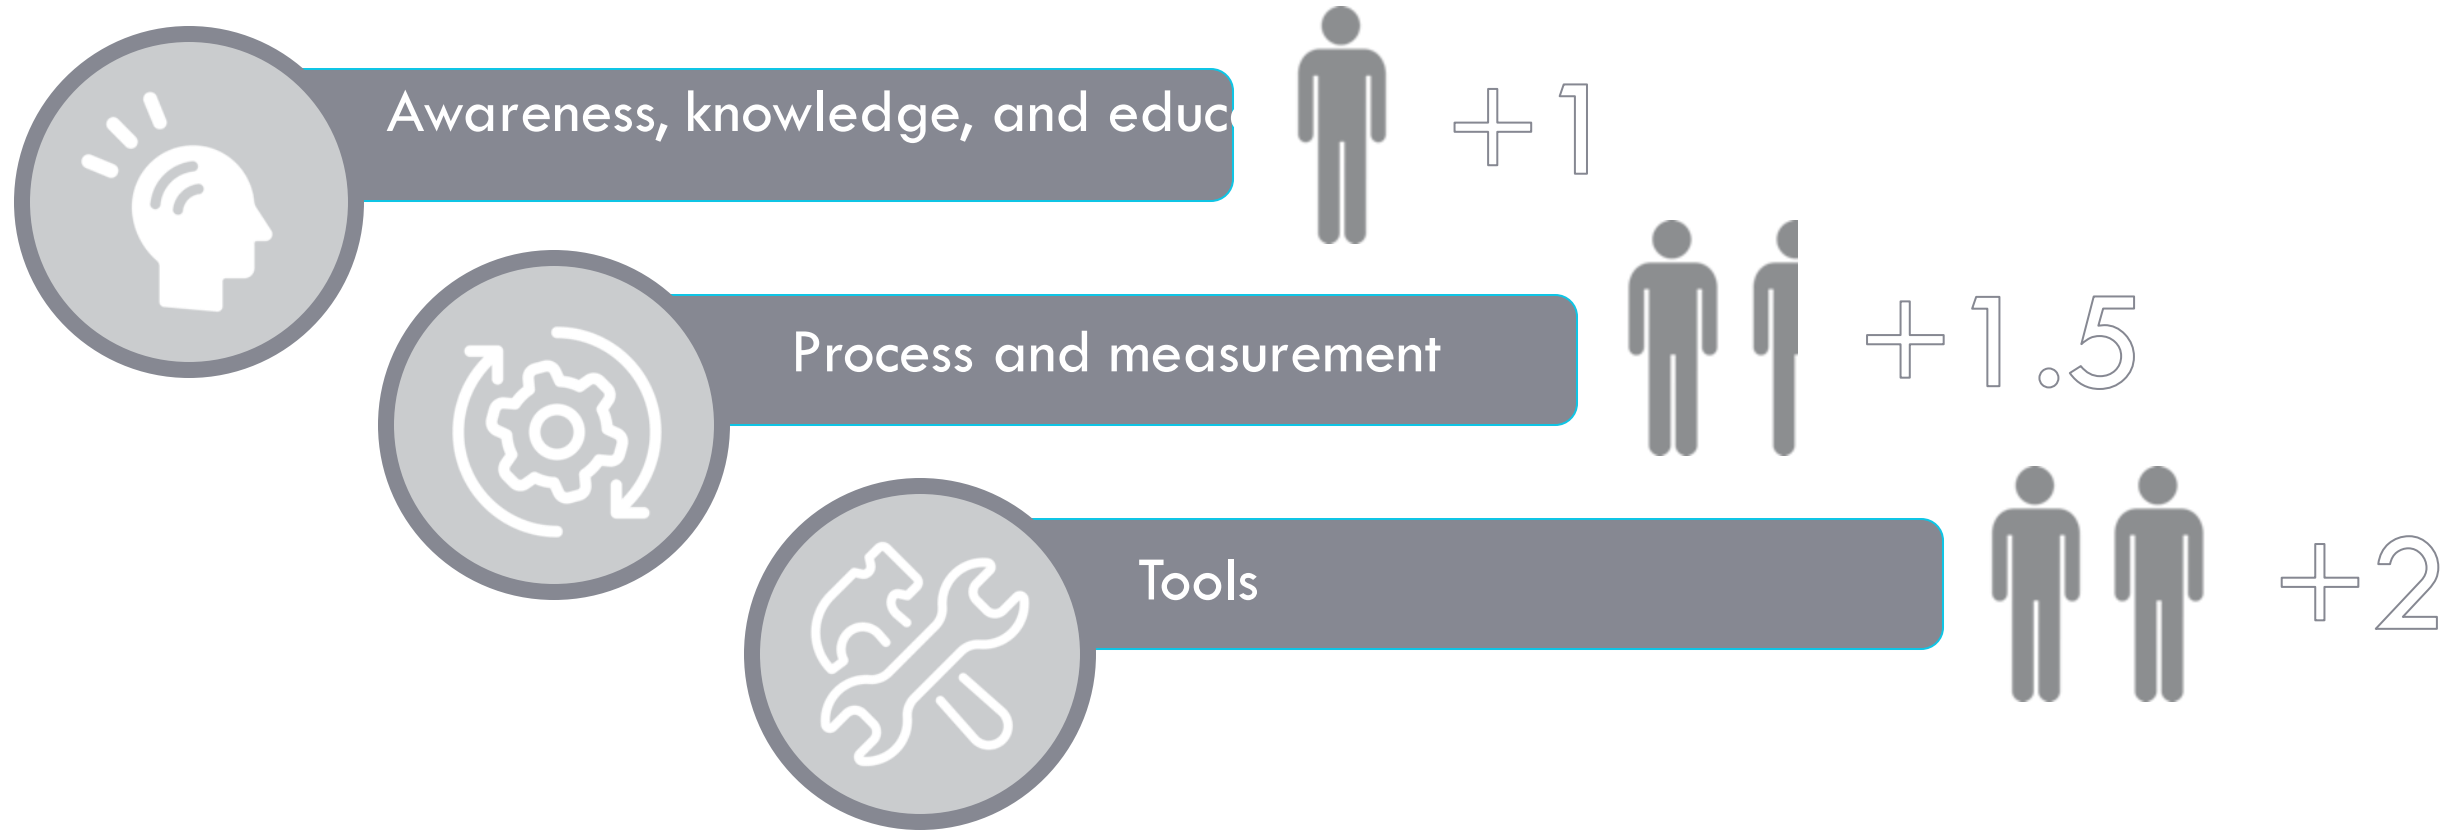 Awareness, knowledge, and educ
+1
Process and measurement
+1.5
Tools
+2